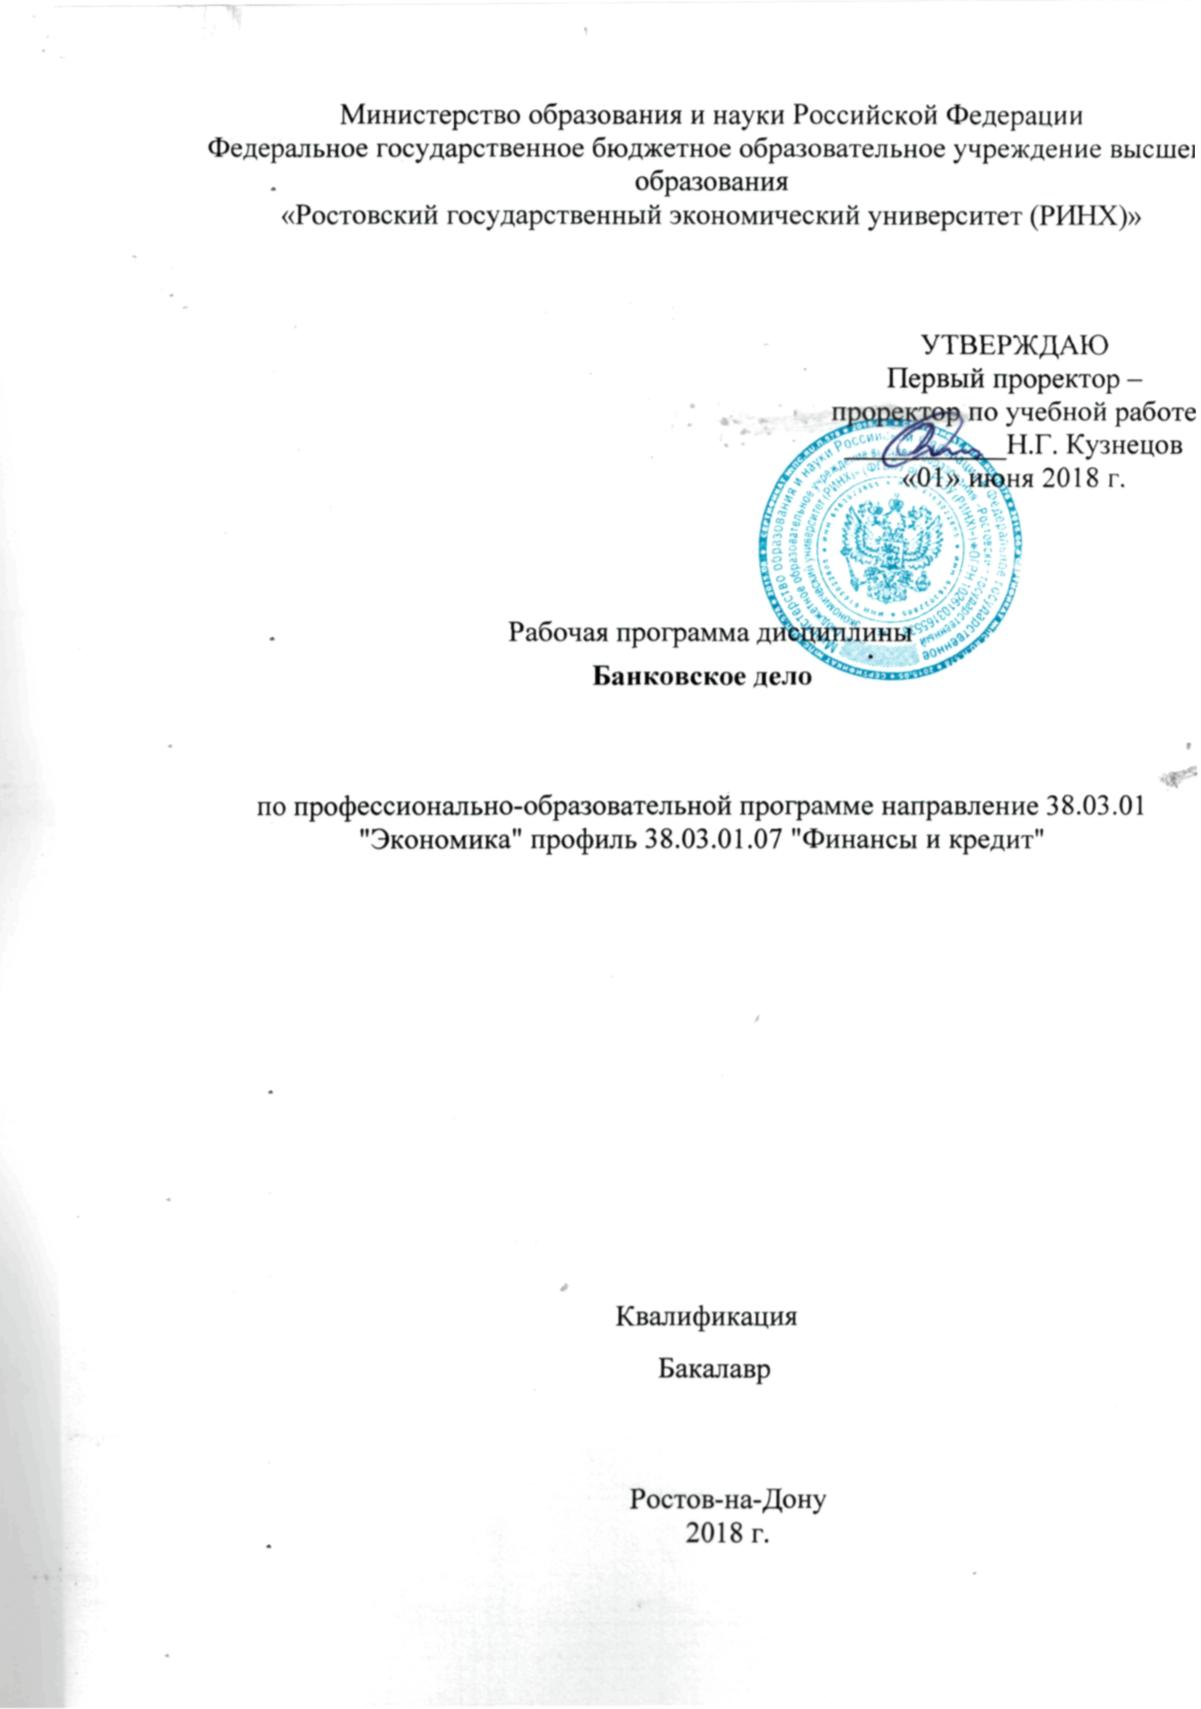 Министерство образования и науки Российской Федерации
Федеральное государственное бюджетное образовательное учреждение высшег
образования
«Ростовский государственный экономический университет (РИНХ)»
УТВЕРЖДАЮ
Первый проректор –
проректор по учебной работе
Н.Г. Кузнецов
«01» июня 2018 г.
Рабочая программа дисциплины
Банковское дело
по профессионально-образовательной программе направление 38.03.01
"Экономика" профиль 38.03.01.07 "Финансы и кредит"
Квалификация
Бакалавр
Ростов-на-Дону
2018 г.